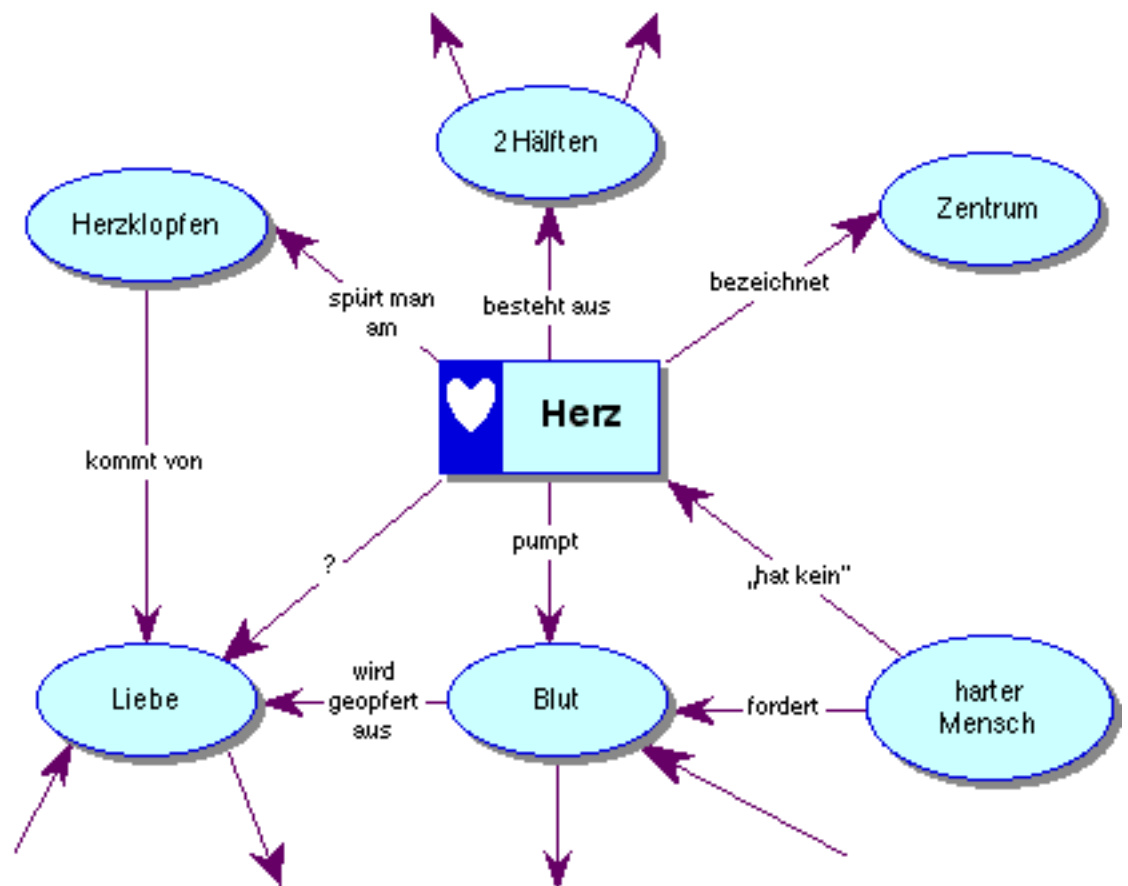 2 Hälften
Herzklopfen
Zentrum
bezeichnet
spürt man
am
besteht aus
Herz
kommt von
?
pumpt
„hat kein"
Liebe
wird
geopfert
aus
Blut
fordert
harter
Mensch